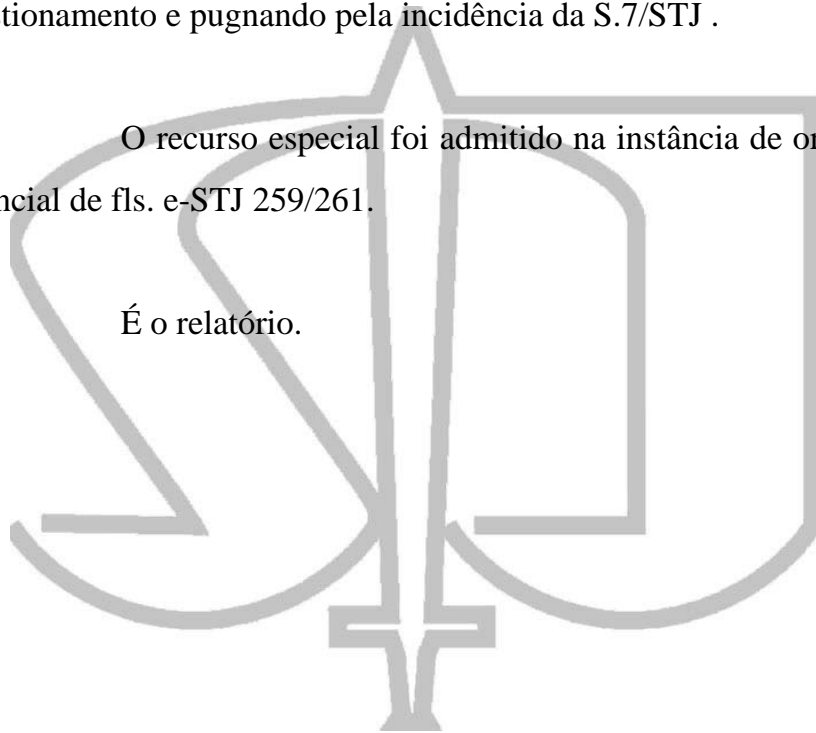 stionamento e pugnando pela incidência da S.7/STJ .
O recurso especial foi admitido na instância de or
ncial de fls. e-STJ 259/261.
É o relatório.